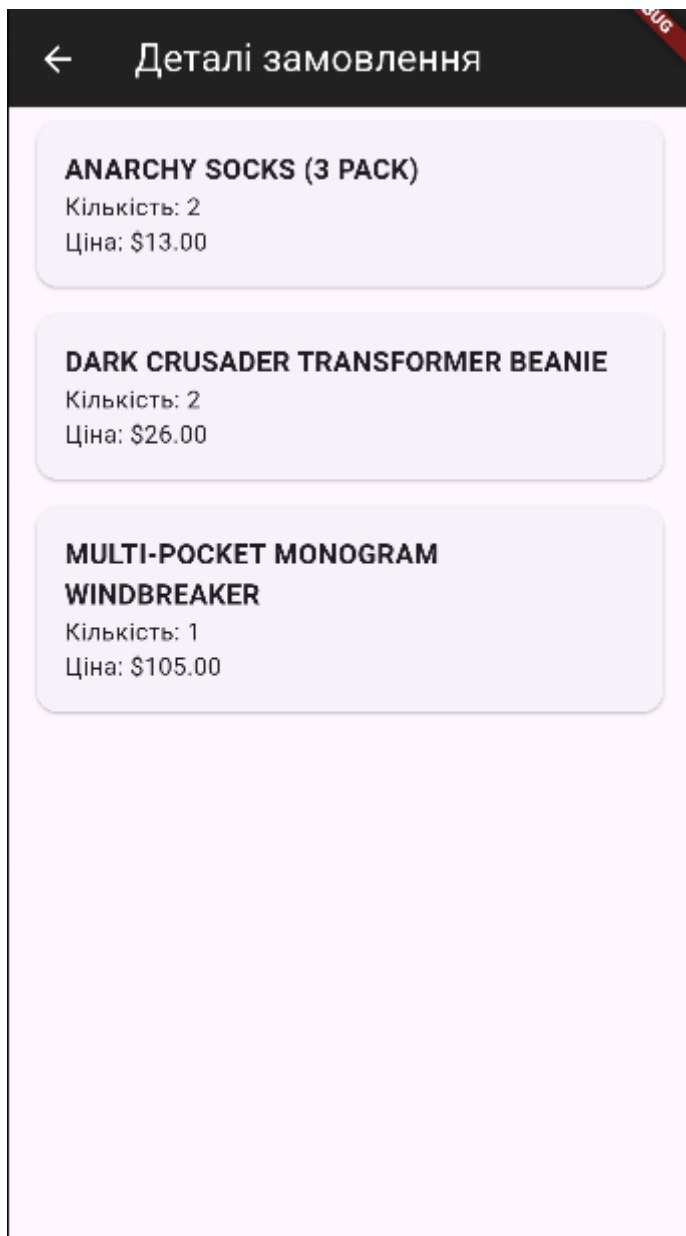 Деталі замовлення
ANARCHY SOCKS (3 PACK)
Кількість: 2
Ціна: $13.00
DARK CRUSADER TRANSFORMER BEANIE
Кількість: 2
Ціна: $26.00
MULTI-POCKET MONOGRAM
WINDBREAKER
Кількість: 1
Ціна: $105.00